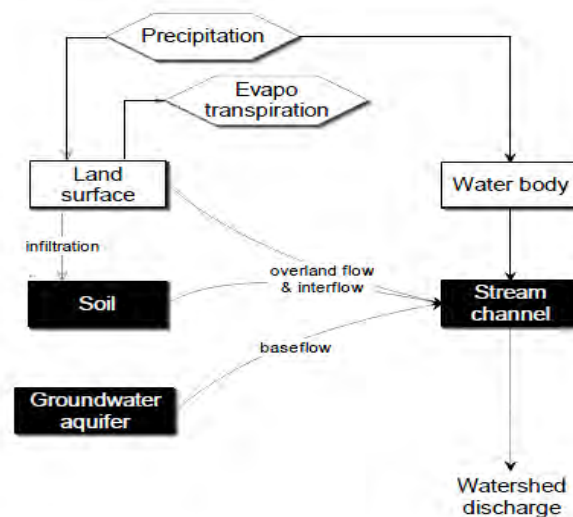 Precipitation
Evapo
transpiration
Land
surface
Water body
infiltration
overland flow
& interflow
Soil
Stream
channel
baseflow
Groundwater
aquifer
Watershed
discharge